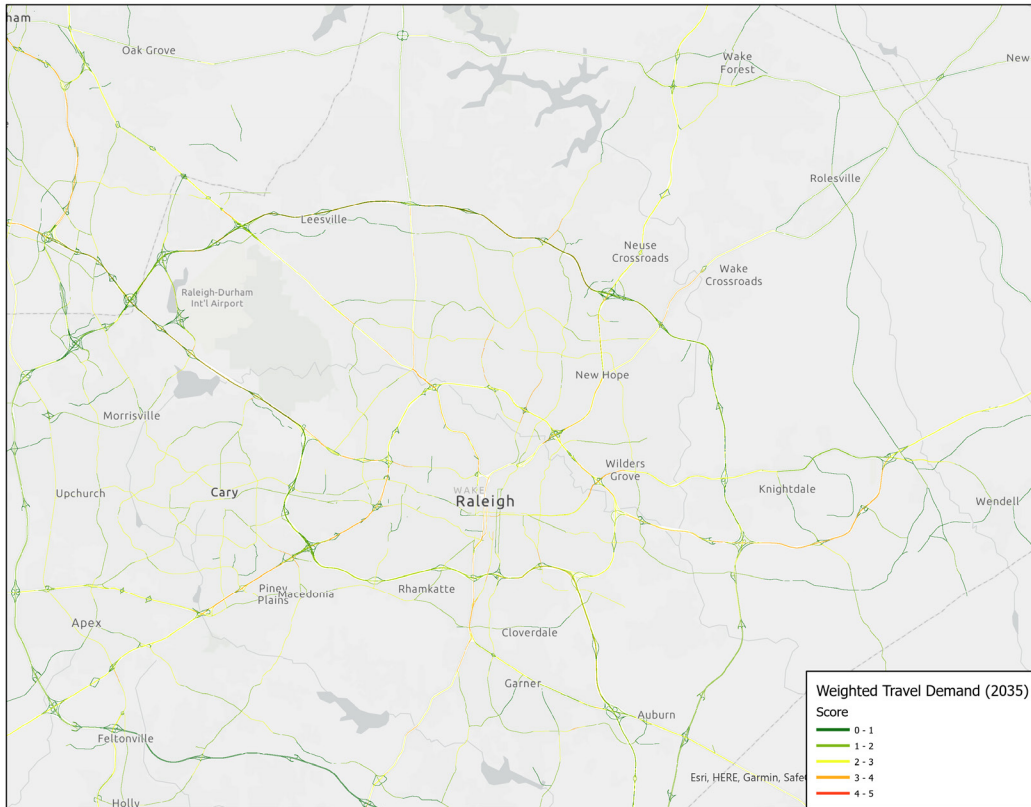 ham
Oak Grove
Wake
Forest
New
Rolesville
Leesville
Neuse
Crossroads
Wake
Crossroads
Raleigh-Durham
Int'l Airport
New Hope
Morrisville
Wilders
Grove
Upchurch
Cary
WAKE
Raleigh
Knightdale
Wendell
Piney
Plains
Macedonia
Rhamkatte
Apex
Cloverdale
Garner
Auburn
Feltonville
Holly
Esri, HERE, Garmin, Safe
Weighted Travel Demand (2035)
Score
0 - 1
1 - 2
2 - 3
3 - 4
4 - 5